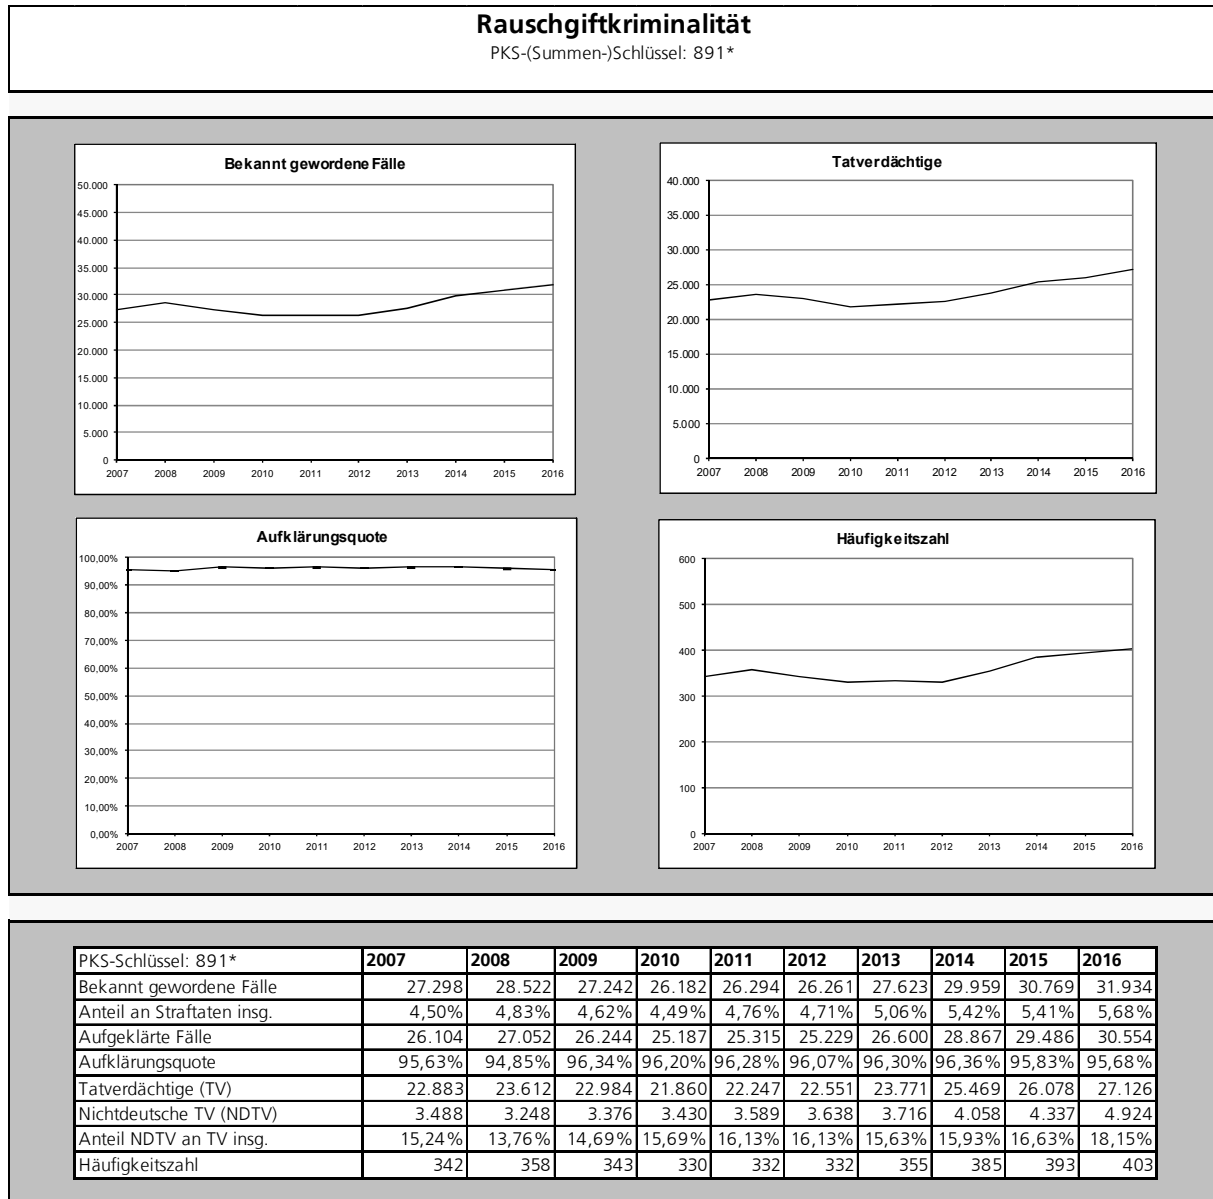 Rauschgiftkriminalität
PKS-(Summen-)Schlüssel: 891*
Bekannt gewordene Fälle
50.000
45.000
40.000
35.000
30.000
25.000
20.000
15.000
10.000
5.000
0
2007 2008 2009 2010 2011 2012 2013 2014 2015 2016
Tatverdächtige
40.000
35.000
30.000
25.000
20.000
15.000
10.000
5.000
0
2007 2008 2009 2010 2011 2012 2013 2014 2015 2016
Aufklärungsquote
100,00%
90,00%
80,00%
70,00%
60,00%
50,00%
40,00%
30,00%
20,00%
10,00%
0,00%
2007 2008 2009 2010 2011 2012 2013 2014 2015 2016
Häufigkeitszahl
600
500
400
300
200
100
0
2007 2008 2009 2010 2011 2012 2013 2014 2015 2016
PKS-Schlüssel: 891* 2007 2008 2009 2010 2011 2012 2013 2014 2015 2016
Bekannt gewordene Fälle 27.298 28.522 27.242 26.182 26.294 26.261 27.623 29.959 30.769 31.934
Anteil an Straftaten insg. 4,50% 4,83% 4,62% 4,49% 4,76% 4,71% 5,06% 5,42% 5,41% 5,68%
Aufgeklärte Fälle 26.104 27.052 26.244 25.187 25.315 25.229 26.600 28.867 29.486 30.554
Aufklärungsquote 95,63% 94,85% 96,34% 96,20% 96,28% 96,07% 96,30% 96,36% 95,83% 95,68%
Tatverdächtige (TV) 22.883 23.612 22.984 21.860 22.247 22.551 23.771 25.469 26.078 27.126
Nichtdeutsche TV (NDTV) 3.488 3.248 3.376 3.430 3.589 3.638 3.716 4.058 4.337 4.924
Anteil NDTV an TV insg. 15,24% 13,76% 14,69% 15,69% 16,13% 16,13% 15,63% 15,93% 16,63% 18,15%
Häufigkeitszahl 342 358 343 330 332 332 355 385 393 403